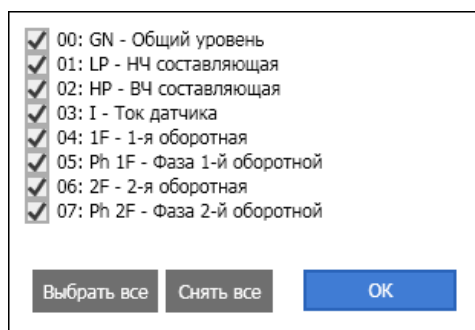 00: GN - Общий уровень
01: LP - НЧ составляющая
02: HP - ВЧ составляющая
03: I - Ток датчика
04: 1F - 1-я оборотная
05: Ph 1F - Фаза 1-й оборотной
06: 2F - 2-я оборотная
07: Ph 2F - Фаза 2-й оборотной
Выбрать все Снять все OK